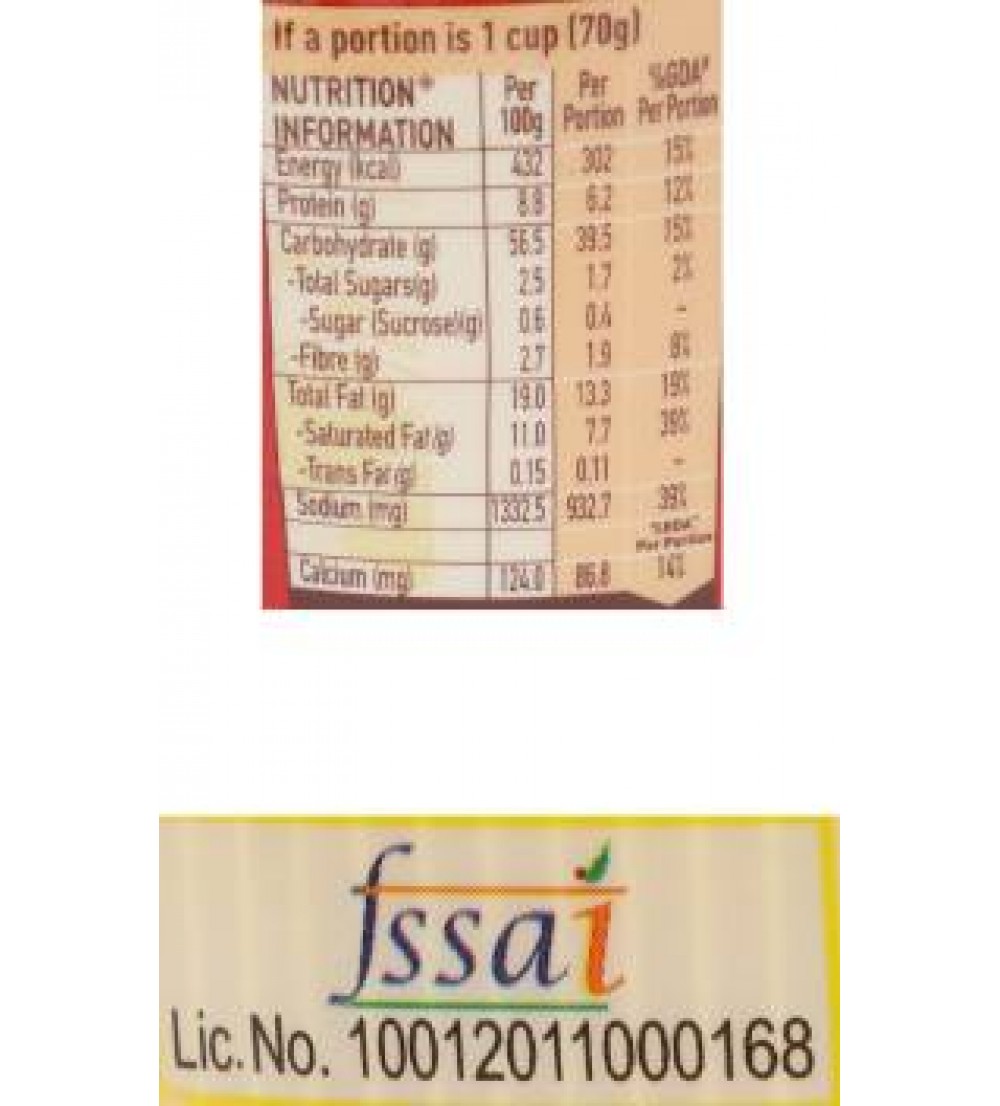 If a portion is 1 cup (70g)
NUTRITION* INFORMATION Per 100g Per Portion %GDA# Per Portion
Energy (kcal) 432 302 15%
Protein (g) 8.8 6.2 12%
Carbohydrate (g) 56.5 39.5 15%
-Total Sugars(g) 2.5 1.7 2%
-Sugar (Sucrose)(g) 0.6 0.4 -
-Fibre (g) 2.7 1.9 8%
Total Fat (g) 19.0 13.3 19%
-Saturated Fat (g) 11.0 7.7 39%
-Trans Fat (g) 0.15 0.11 -
Sodium (mg) 1332.5 932.7 39%
Per Portion
Calcium (mg) 124.0 86.8 14%
fssai
Lic. No. 10012011000168